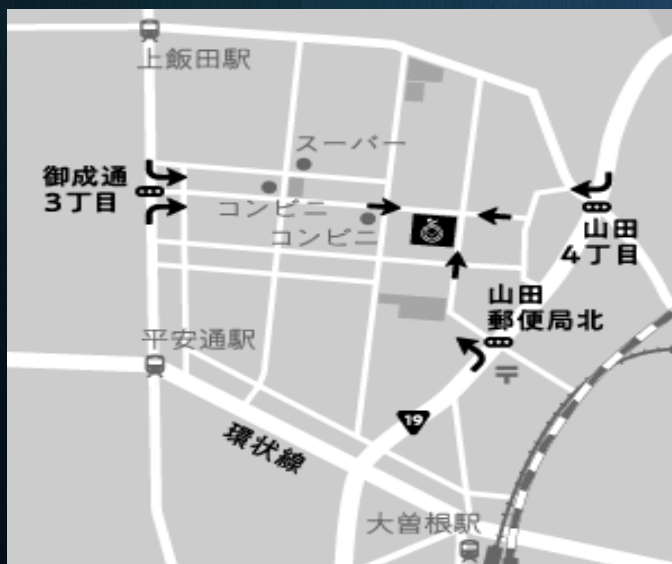 上飯田駅
スーパー
御成通
3丁目
コンビニ
コンビニ
山田
4丁目
山田
郵便局北
平安通駅
〒
19
環状線
大曽根駅